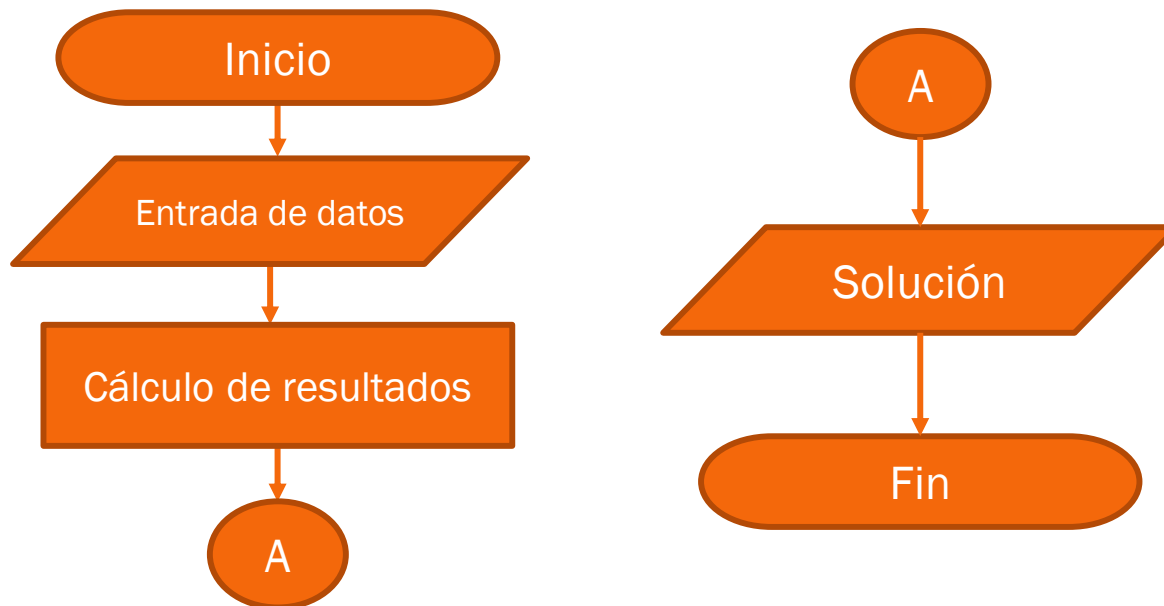 Inicio
Entrada de datos
Cálculo de resultados
A
A
Solución
Fin